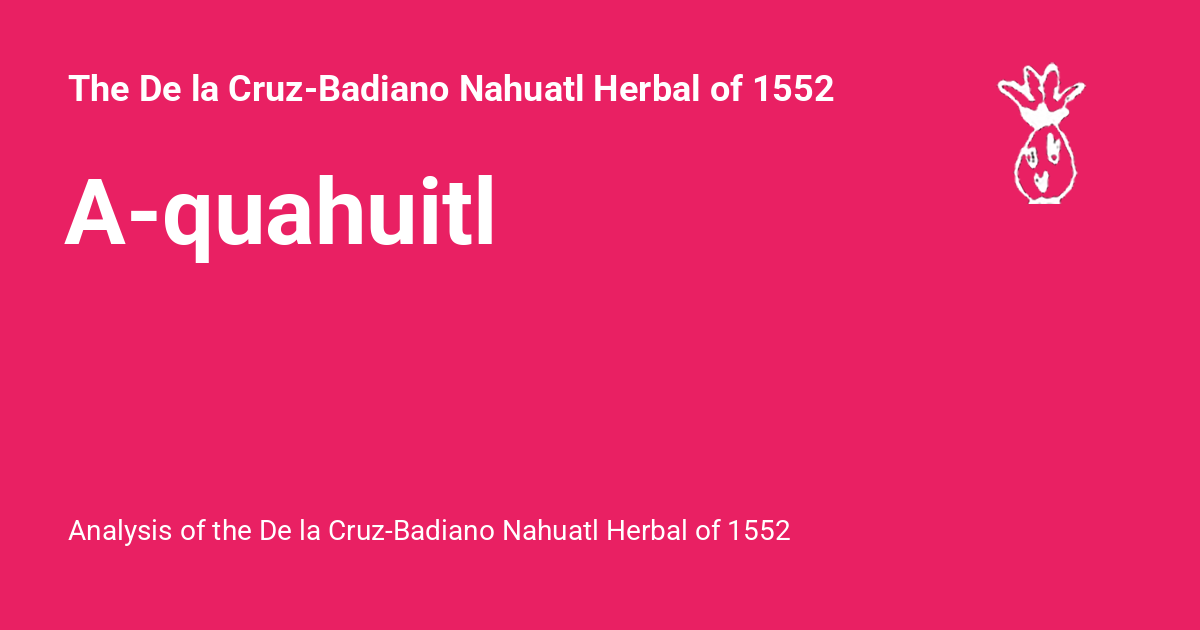 The De la Cruz-Badiano Nahuatl Herbal of 1552
A-quahuitl
Analysis of the De la Cruz-Badiano Nahuatl Herbal of 1552